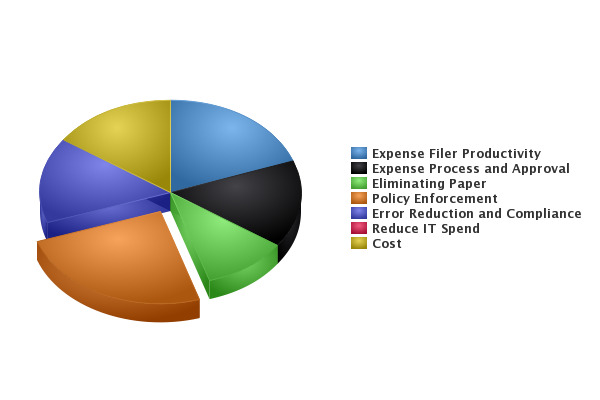 Expense Filer Productivity
Expense Process and Approval
Eliminating Paper
Policy Enforcement
Error Reduction and Compliance
Reduce IT Spend
Cost